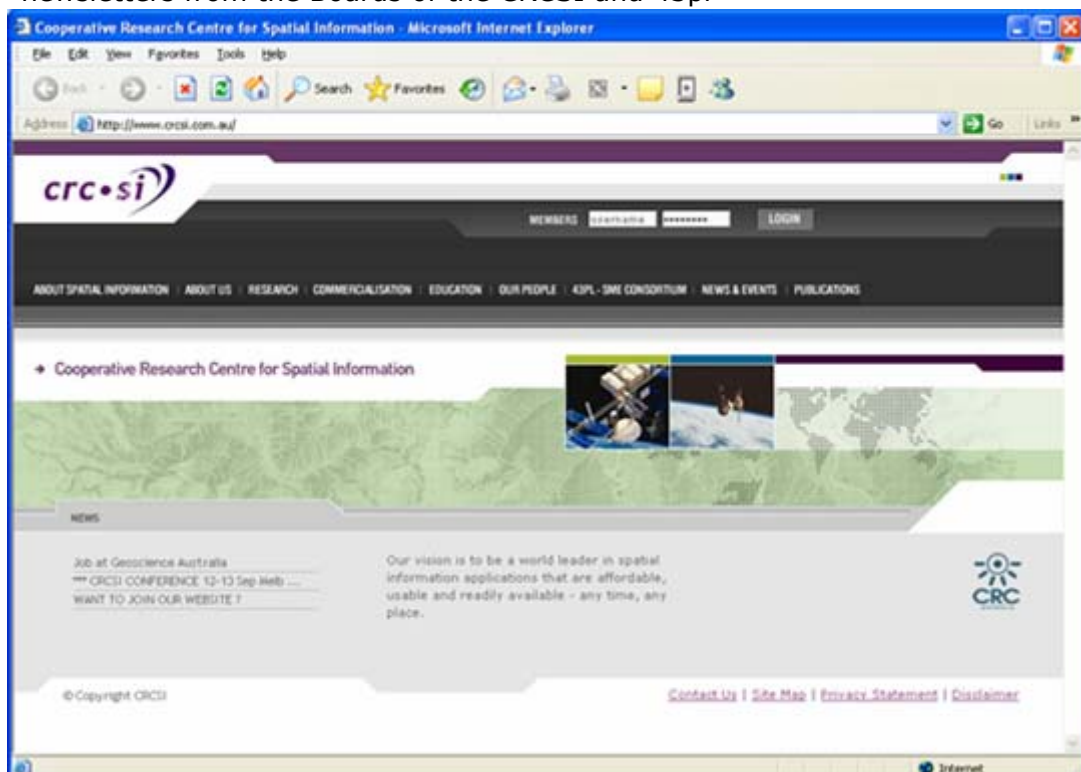 newsletters from the Boards of the CRCSI and 43pl
Cooperative Research Centre for Spatial Information - Microsoft Internet Explorer
File Edit View Favorites Tools Help
Back Search Favorites
Address http://www.crcsi.com.au/ Go Links »
crc•si
MEMBERS username •••••••• LOGIN
ABOUT SPATIAL INFORMATION ABOUT US RESEARCH COMMERCIALISATION EDUCATION OUR PEOPLE 43PL - SME CONSORTIUM NEWS & EVENTS PUBLICATIONS
Cooperative Research Centre for Spatial Information
NEWS
Job at Geoscience Australia
*** CRCSI CONFERENCE 12-13 Sep Melb ....
WANT TO JOIN OUR WEBSITE ?
Our vision is to be a world leader in spatial
information applications that are affordable,
usable and readily available - any time, any
place.
CRC
© Copyright CRCSI
Contact Us | Site Map | Privacy Statement | Disclaimer
Internet